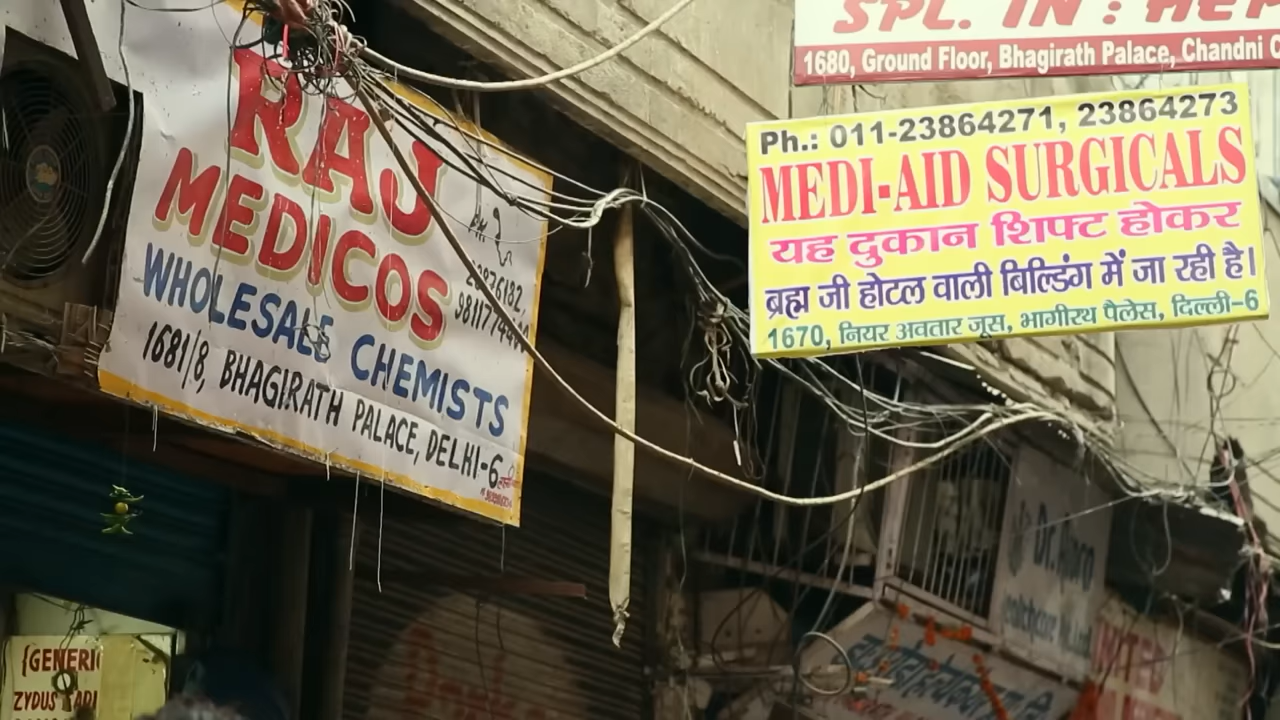 RAJ
MEDICOS
WHOLESALE CHEMISTS
1681/8, BHAGIRATH PALACE, DELHI-6
SPL. IN : HEP
1680, Ground Floor, Bhagirath Palace, Chandni C
Ph.: 011-23864271, 23864273
MEDI-AID SURGICALS
यह दुकान शिफ्ट होकर
ब्रह्म जी होटल वाली बिल्डिंग में जा रही है।
1670, नियर अवतार जूस, भागीरथ पैलेस, दिल्ली-6
{GENERI
ZYDUS CADI
Dr.